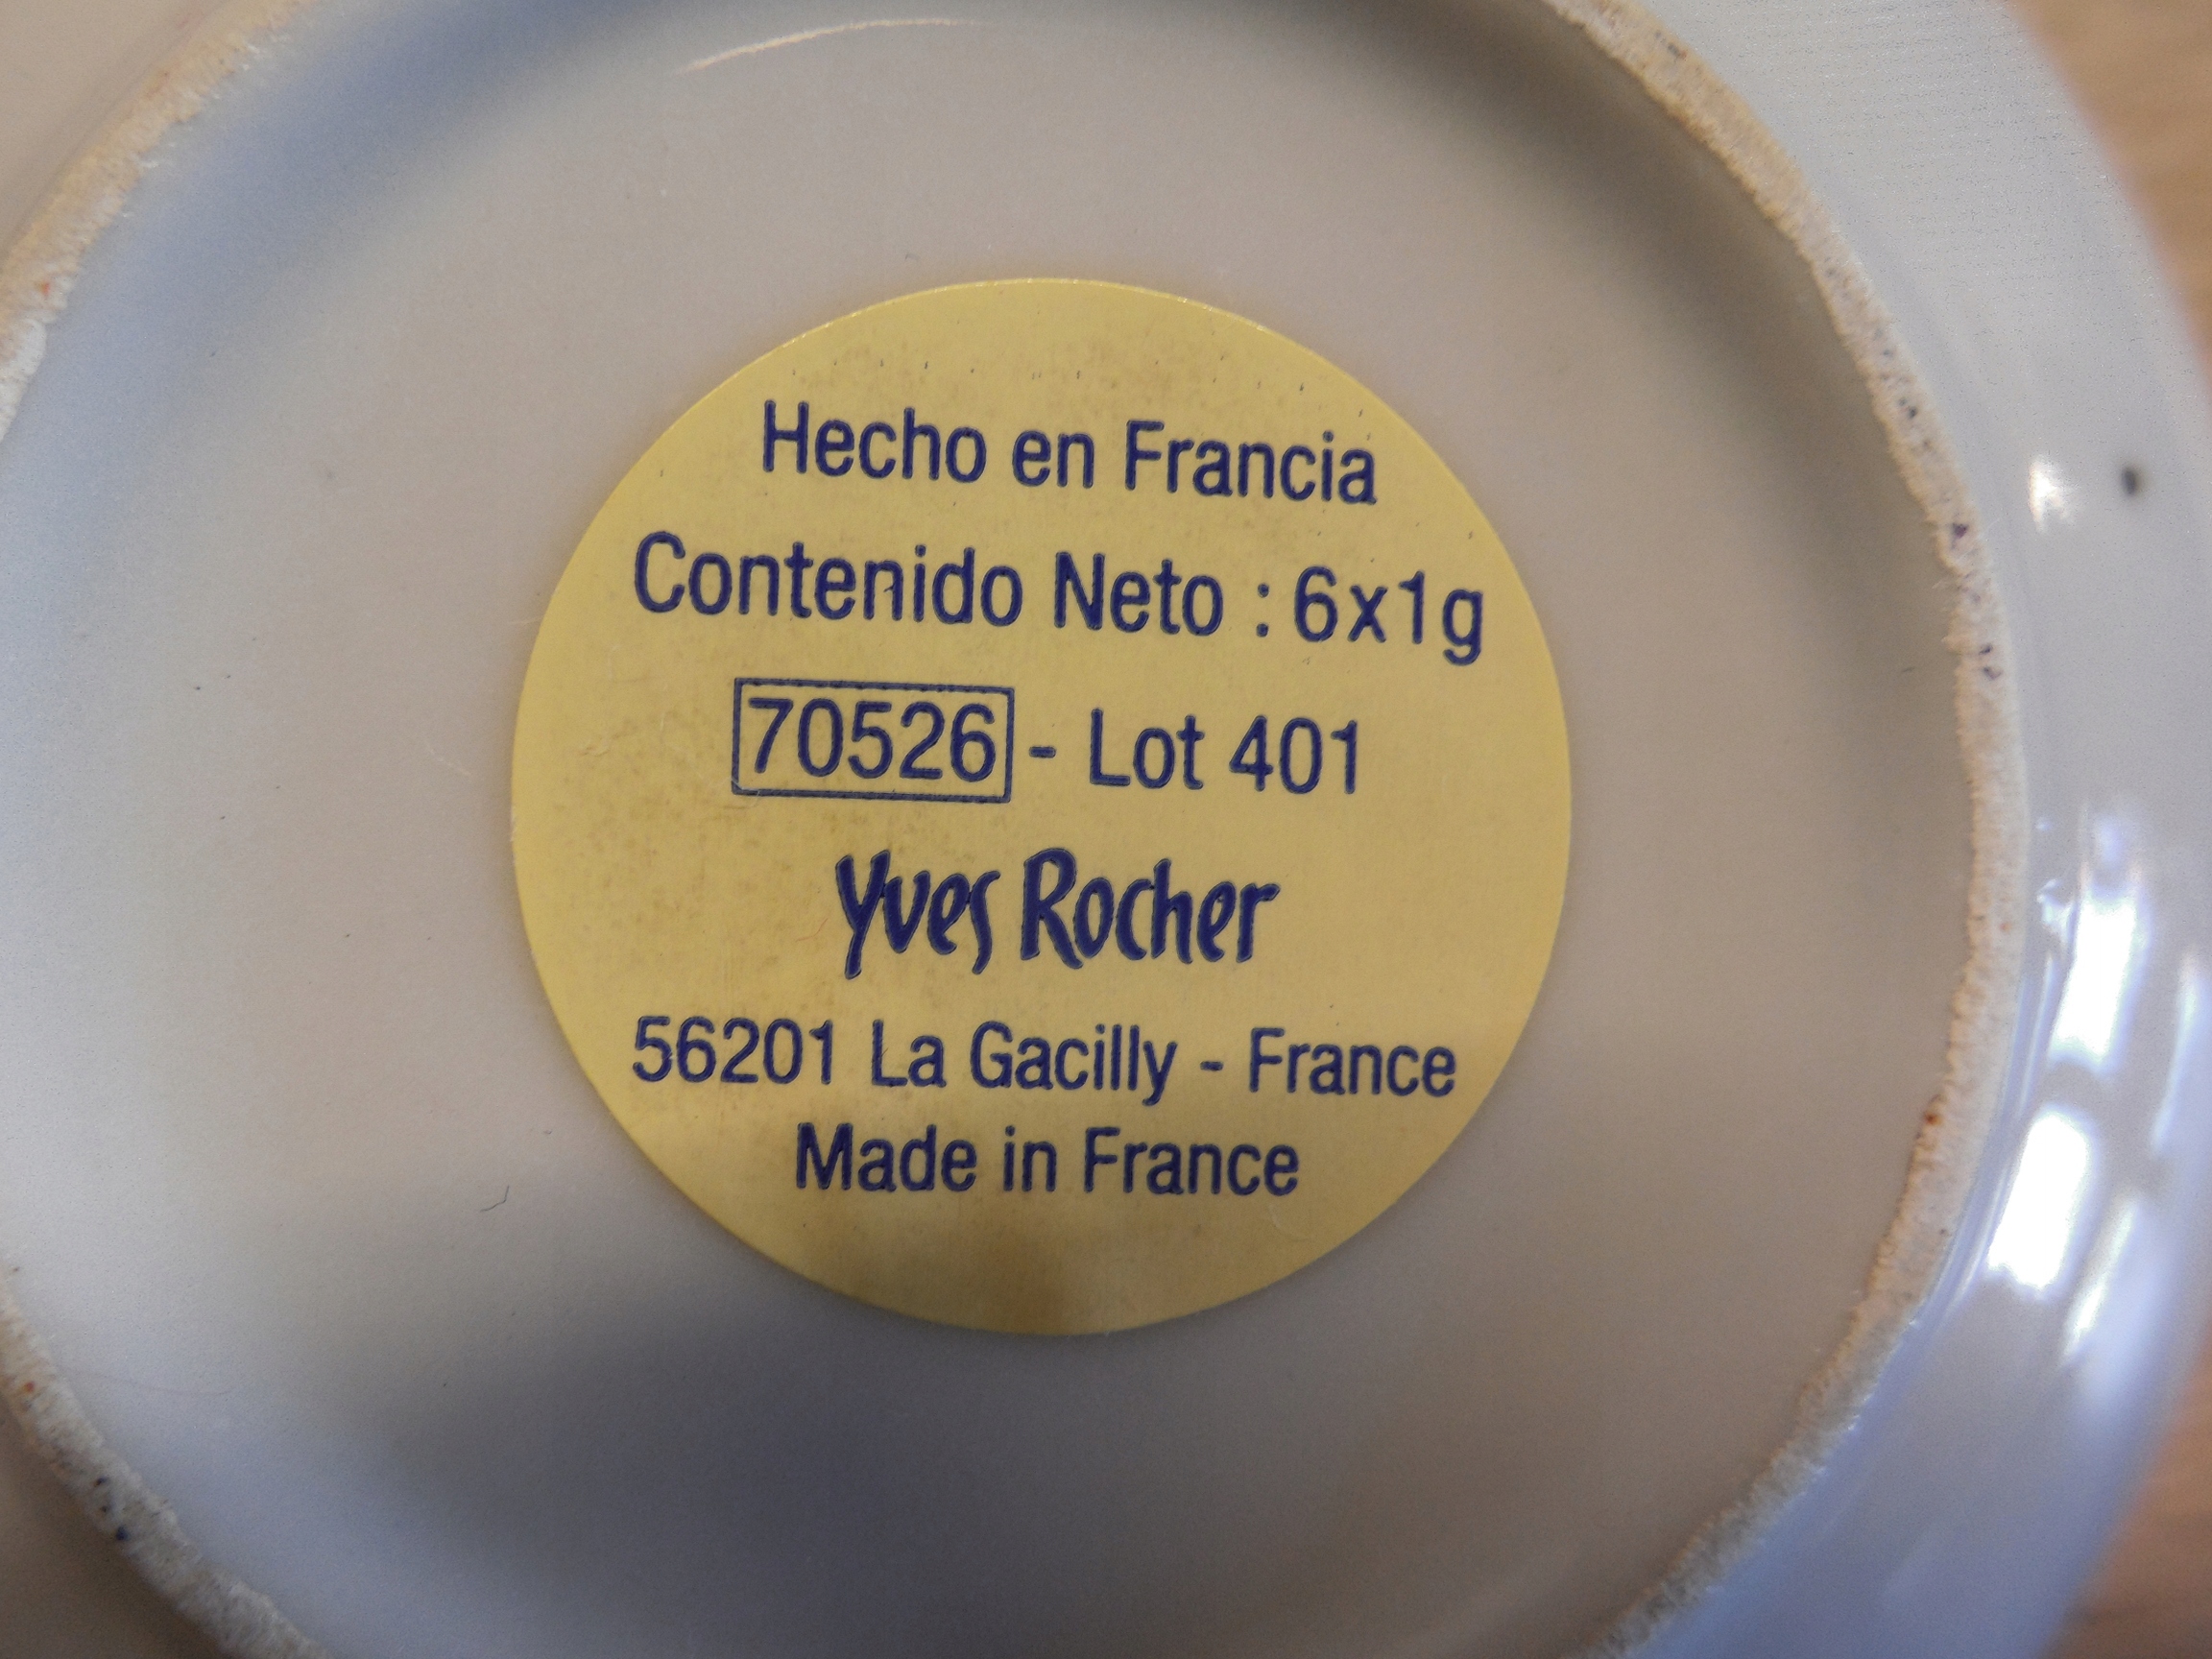 Hecho en Francia
Contenido Neto : 6x1g
70526 - Lot 401
Yves Rocher
56201 La Gacilly - France
Made in France